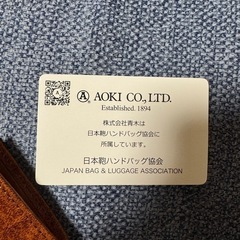 A AOKI CO., LTD.
Established. 1894
株式会社青木は
日本鞄ハンドバッグ協会に
所属しています。
日本鞄ハンドバッグ協会
JAPAN BAG & LUGGAGE ASSOCIATION